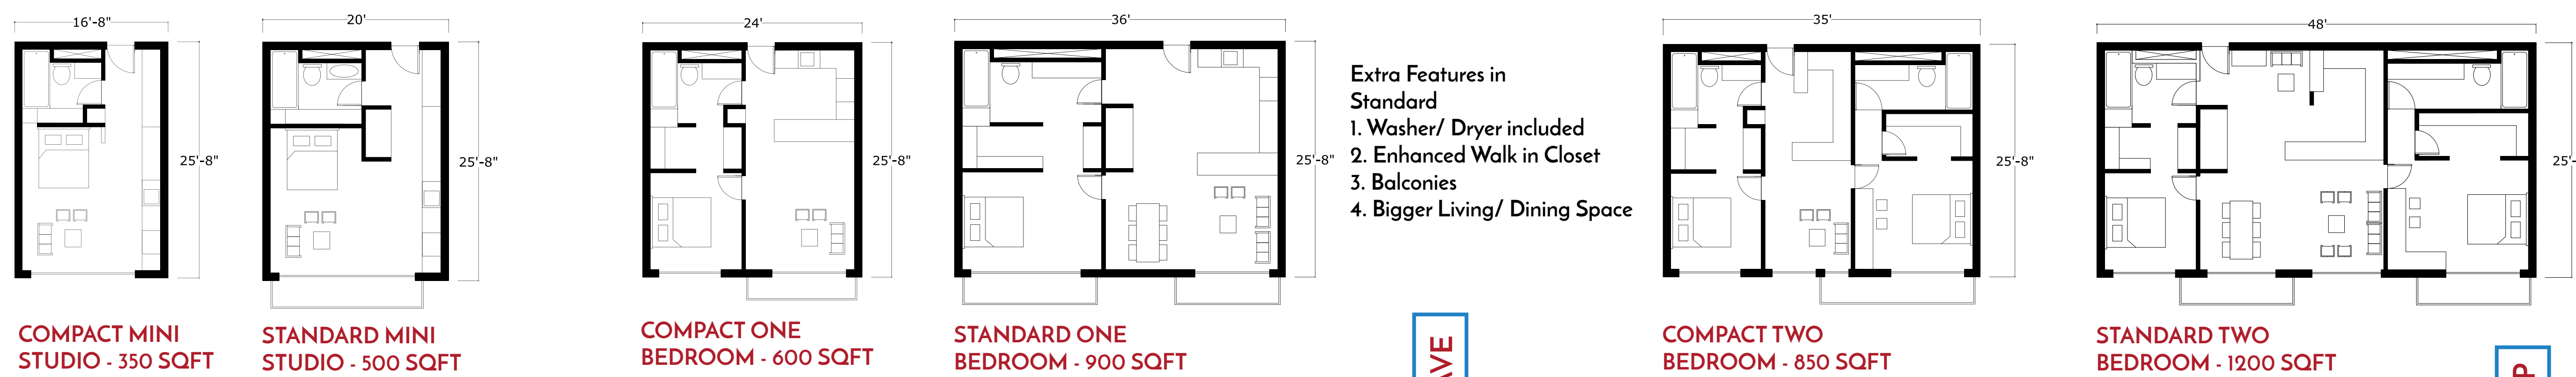 16'-8"
25'-8"
COMPACT MINI
STUDIO - 350 SQFT
20'
25'-8"
STANDARD MINI
STUDIO - 500 SQFT
24'
25'-8"
COMPACT ONE
BEDROOM - 600 SQFT
36'
25'-8"
STANDARD ONE
BEDROOM - 900 SQFT
Extra Features in
Standard
1. Washer/ Dryer included
2. Enhanced Walk in Closet
3. Balconies
4. Bigger Living/ Dining Space
AVE
35'
25'-8"
COMPACT TWO
BEDROOM - 850 SQFT
48'
25'-
STANDARD TWO
BEDROOM - 1200 SQFT
P